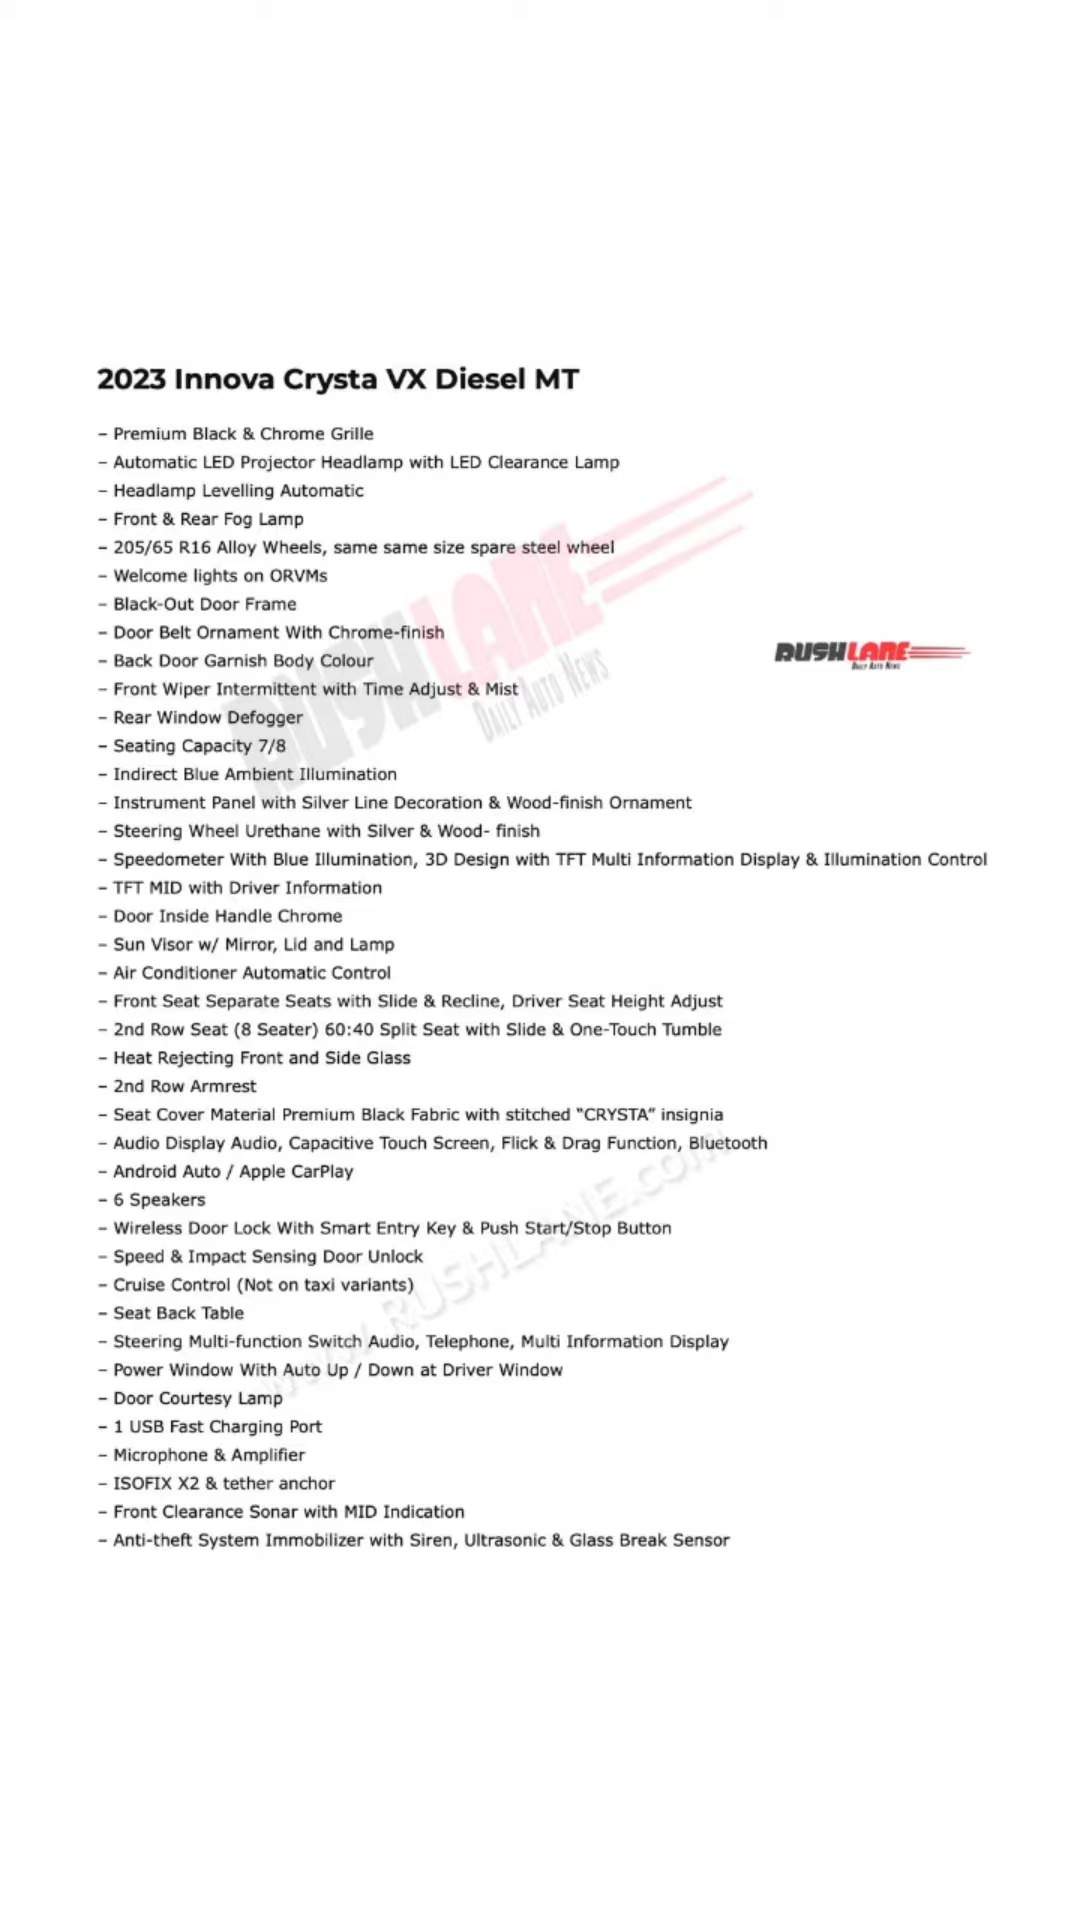 2023 Innova Crysta VX Diesel MT
– Premium Black & Chrome Grille
– Automatic LED Projector Headlamp with LED Clearance Lamp
– Headlamp Levelling Automatic
– Front & Rear Fog Lamp
– 205/65 R16 Alloy Wheels, same same size spare steel wheel
– Welcome lights on ORVMs
– Black-Out Door Frame
– Door Belt Ornament With Chrome-finish
– Back Door Garnish Body Colour
RUSHLANE
DAILY AUTO NEWS
– Front Wiper Intermittent with Time Adjust & Mist
– Rear Window Defogger
– Seating Capacity 7/8
– Indirect Blue Ambient Illumination
– Instrument Panel with Silver Line Decoration & Wood-finish Ornament
– Steering Wheel Urethane with Silver & Wood- finish
– Speedometer With Blue Illumination, 3D Design with TFT Multi Information Display & Illumination Control
– TFT MID with Driver Information
– Door Inside Handle Chrome
– Sun Visor w/ Mirror, Lid and Lamp
– Air Conditioner Automatic Control
– Front Seat Separate Seats with Slide & Recline, Driver Seat Height Adjust
– 2nd Row Seat (8 Seater) 60:40 Split Seat with Slide & One-Touch Tumble
– Heat Rejecting Front and Side Glass
– 2nd Row Armrest
– Seat Cover Material Premium Black Fabric with stitched “CRYSTA” insignia
– Audio Display Audio, Capacitive Touch Screen, Flick & Drag Function, Bluetooth
– Android Auto / Apple CarPlay
– 6 Speakers
– Wireless Door Lock With Smart Entry Key & Push Start/Stop Button
– Speed & Impact Sensing Door Unlock
– Cruise Control (Not on taxi variants)
– Seat Back Table
– Steering Multi-function Switch Audio, Telephone, Multi Information Display
– Power Window With Auto Up / Down at Driver Window
– Door Courtesy Lamp
– 1 USB Fast Charging Port
– Microphone & Amplifier
– ISOFIX X2 & tether anchor
– Front Clearance Sonar with MID Indication
– Anti-theft System Immobilizer with Siren, Ultrasonic & Glass Break Sensor
RUSHLANE
DAILY AUTO NEWS
WWW.RUSHLANE.com